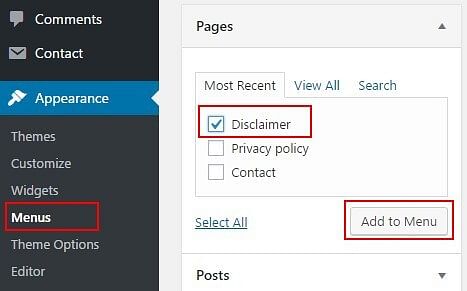 Comments
Contact
Appearance
Themes
Customize
Widgets
Menus
Theme Options
Editor
Pages
Most Recent View All Search
Disclaimer
Privacy policy
Contact
Select All Add to Menu
Posts